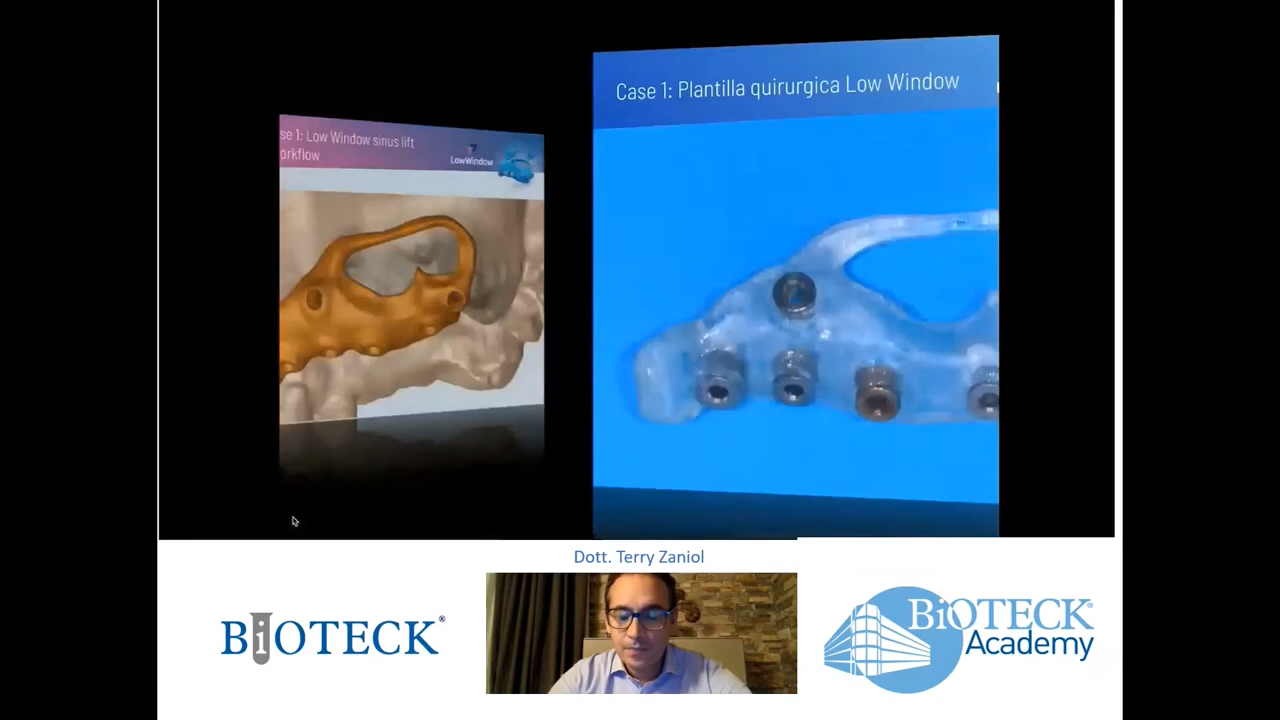 se 1: Low Window sinus lift
orkflow
LowWindow
Case 1: Plantilla quirurgica Low Window
Dott. Terry Zaniol
BiOTECK®
BiOTECK®
Academy